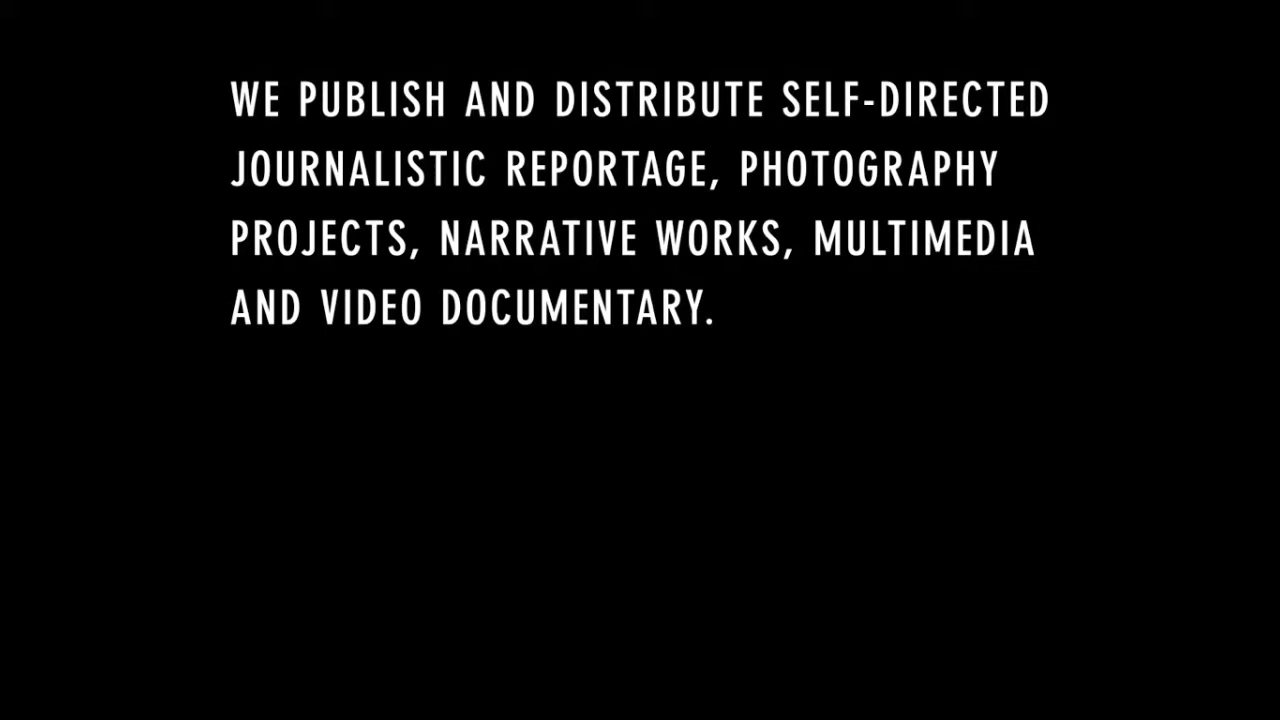 WE PUBLISH AND DISTRIBUTE SELF-DIRECTED
JOURNALISTIC REPORTAGE, PHOTOGRAPHY
PROJECTS, NARRATIVE WORKS, MULTIMEDIA
AND VIDEO DOCUMENTARY.